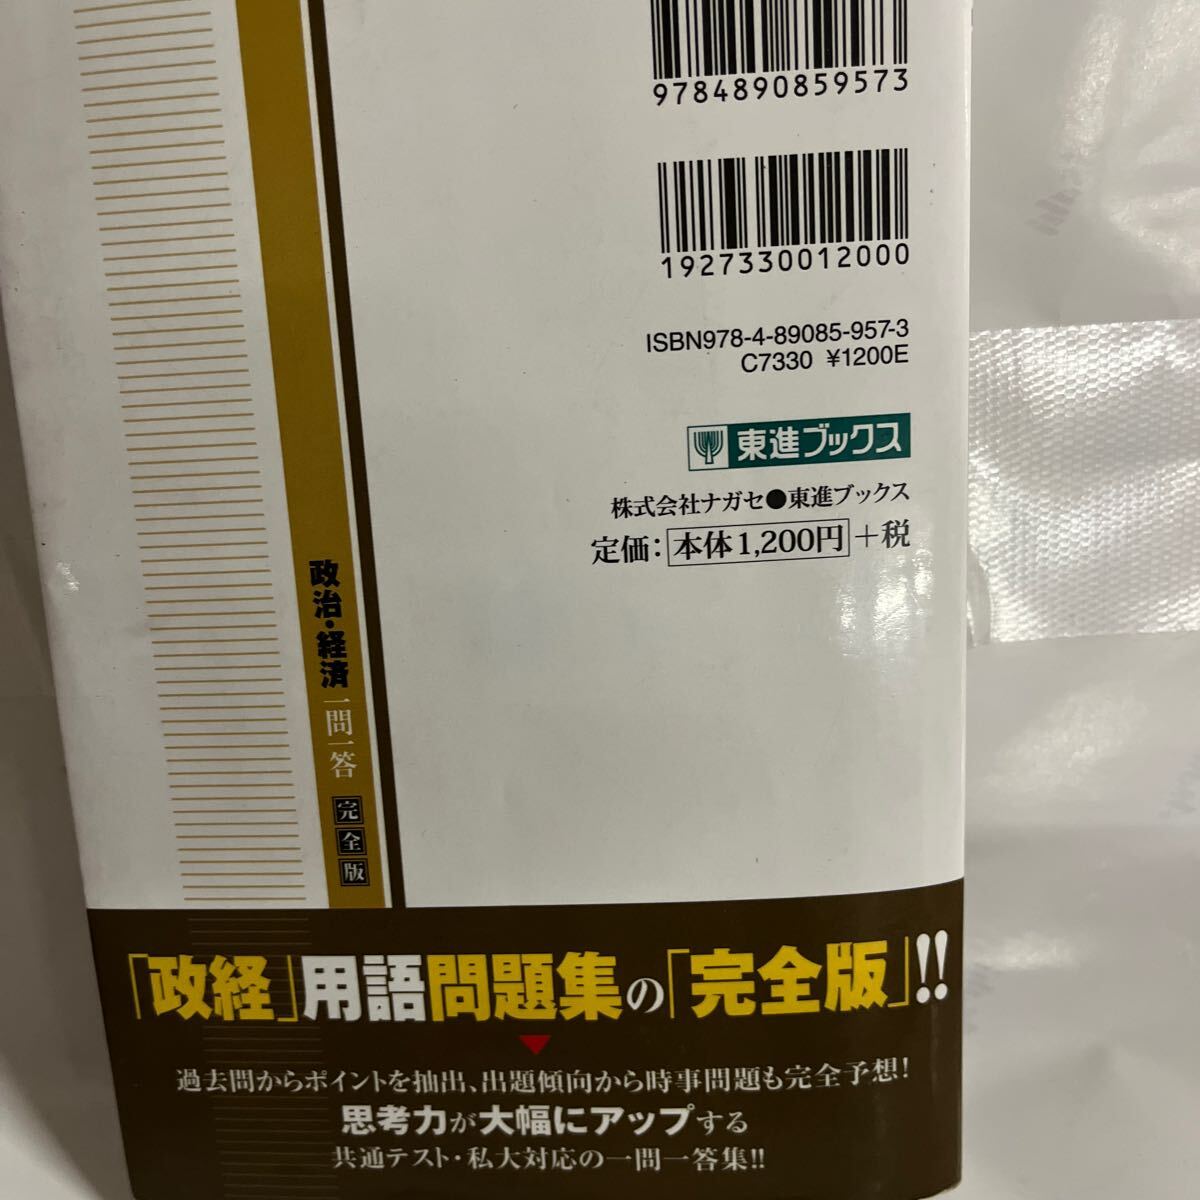 9784890859573
1927330012000
ISBN978-4-89085-957-3
C7330 ¥1200E
東進ブックス
株式会社ナガセ●東進ブックス
定価：本体1,200円＋税
政治・経済一問一答 完全版
「政経」用語問題集の「完全版」!!
過去問からポイントを抽出、出題傾向から時事問題も完全予想!
思考力が大幅にアップする
共通テスト・私大対応の一問一答集!!